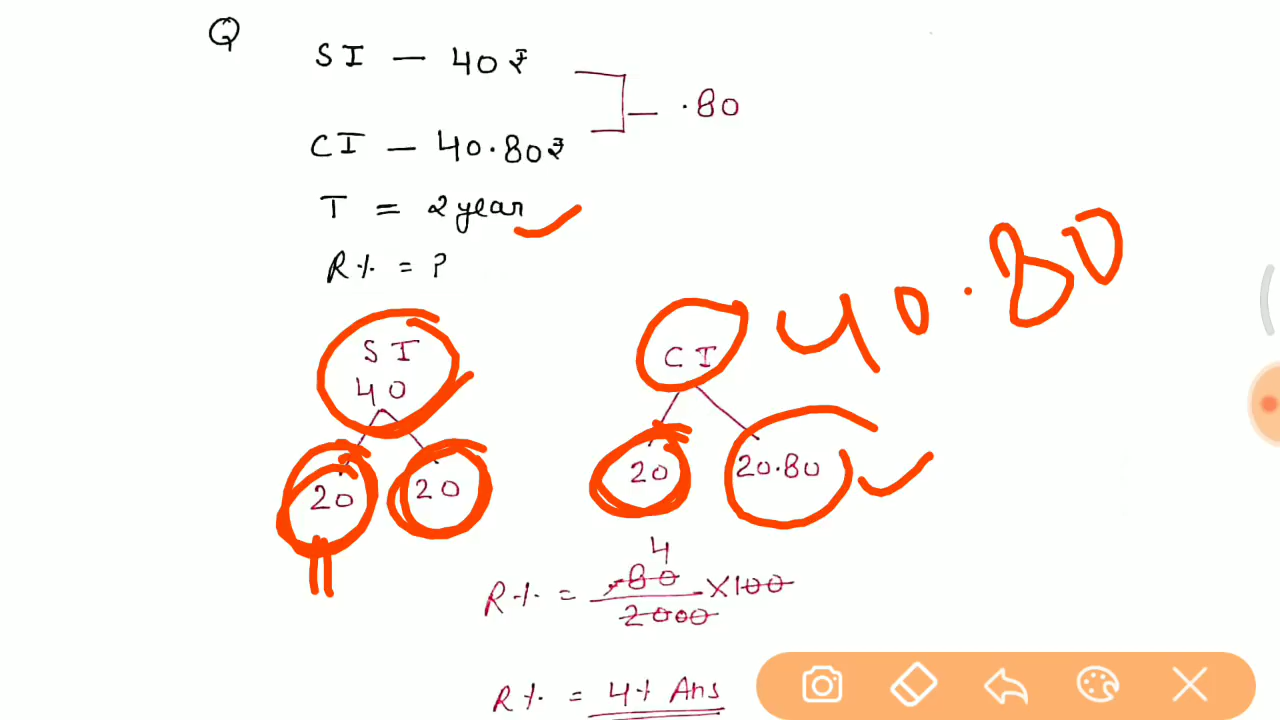 Q
SI — 40₹
.80
CI — 40.80₹
T = 2 year
R% = ?
40.80
SI
40
CI
20 20
20 20.80
4
R% = .80/2000 ×100
R% = 4% Ans